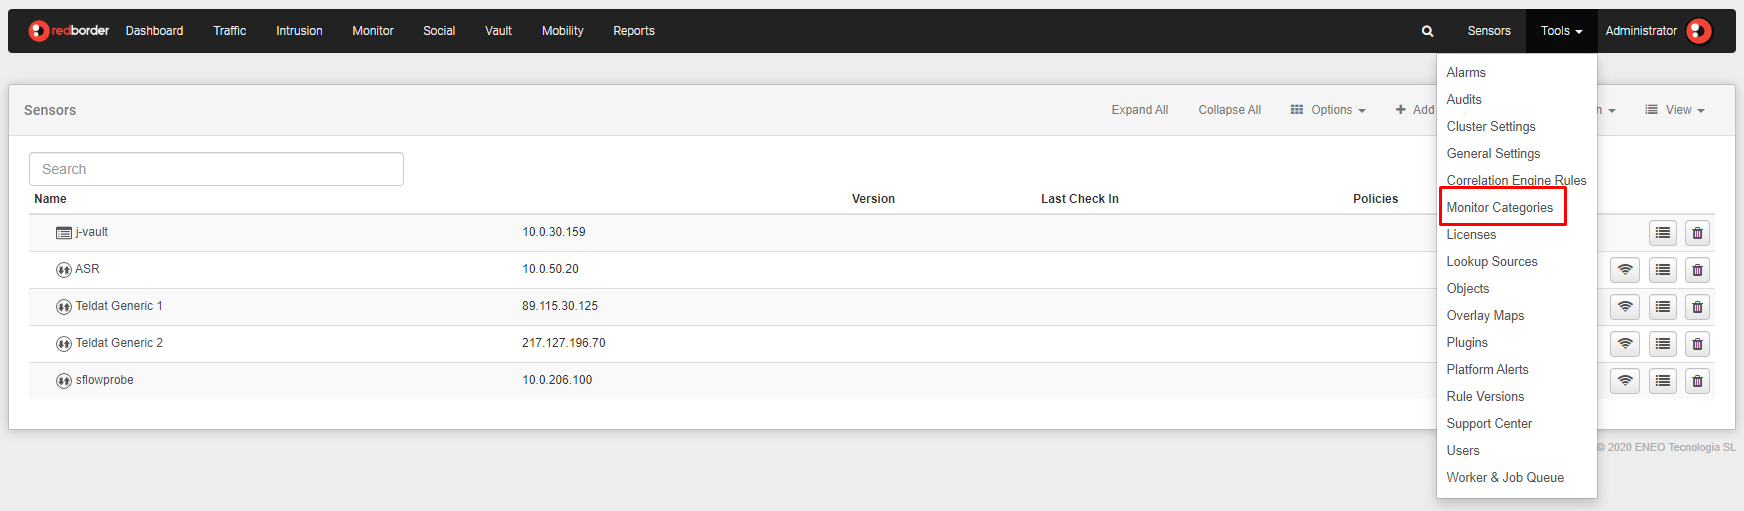 redborder Dashboard Traffic Intrusion Monitor Social Vault Mobility Reports Sensors Tools Administrator
Sensors Expand All Collapse All Options Add View
Search
Name Version Last Check In Policies
j-vault 10.0.30.159
ASR 10.0.50.20
Teldat Generic 1 89.115.30.125
Teldat Generic 2 217.127.196.70
sflowprobe 10.0.206.100
Alarms
Audits
Cluster Settings
General Settings
Correlation Engine Rules
Monitor Categories
Licenses
Lookup Sources
Objects
Overlay Maps
Plugins
Platform Alerts
Rule Versions
Support Center
Users
Worker & Job Queue
© 2020 ENEO Tecnologia SL